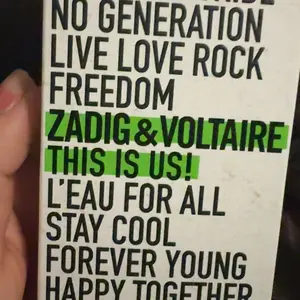 NO GENERATION
LIVE LOVE ROCK
FREEDOM
ZADIG&VOLTAIRE
THIS IS US!
L'EAU FOR ALL
STAY COOL
FOREVER YOUNG
HAPPY TOGETHER